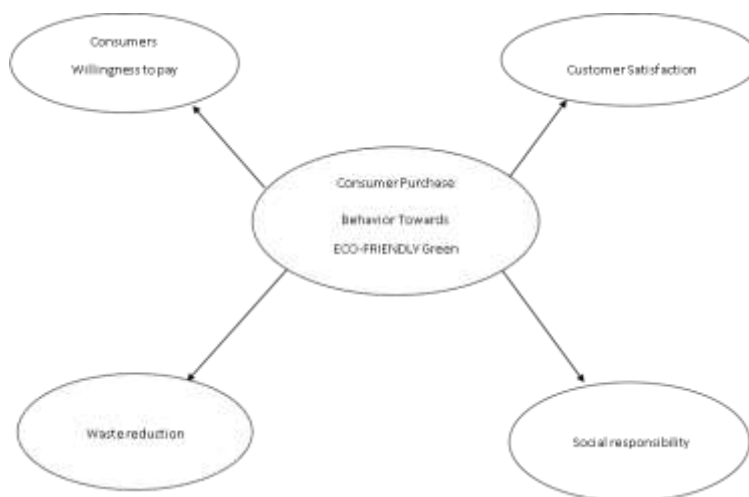 Consumers
Willingness to pay
Customer Satisfaction
Consumer Purchase
Behavior Towards
ECO-FRIENDLY Green
Waste reduction
Social responsibility